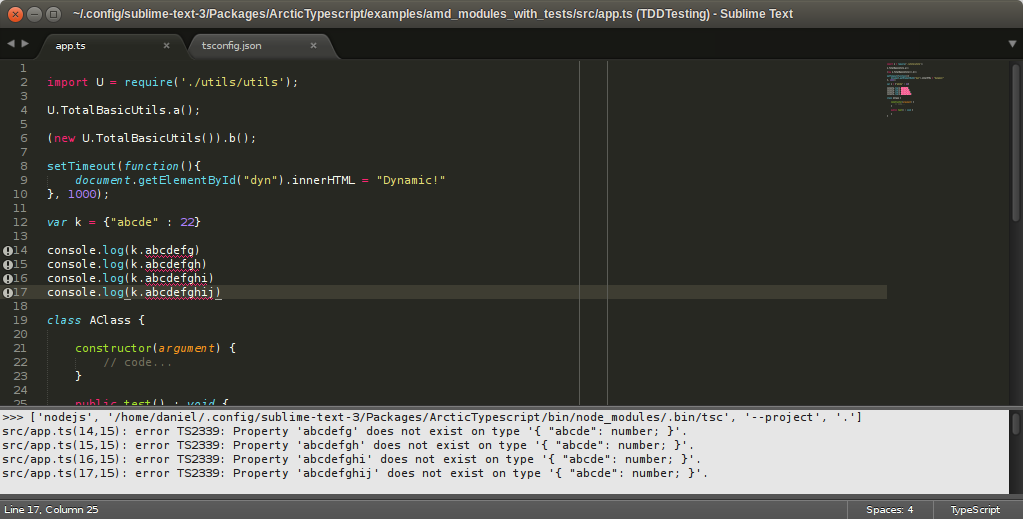 ~/.config/sublime-text-3/Packages/ArcticTypescript/examples/amd_modules_with_tests/src/app.ts (TDDTesting) - Sublime Text
app.ts × tsconfig.json ×
1
2 import U = require('./utils/utils');
3
4 U.TotalBasicUtils.a();
5
6 (new U.TotalBasicUtils()).b();
7
8 setTimeout(function(){
9 document.getElementById("dyn").innerHTML = "Dynamic!"
10 }, 1000);
11
12 var k = {"abcde" : 22}
13
14 console.log(k.abcdefg)
15 console.log(k.abcdefgh)
16 console.log(k.abcdefghi)
17 console.log(k.abcdefghij)
18
19 class AClass {
20
21 constructor(argument) {
22 // code...
23 }
24
25 public test() : void {
>>> ['nodejs', '/home/daniel/.config/sublime-text-3/Packages/ArcticTypescript/bin/node_modules/.bin/tsc', '--project', '.']
src/app.ts(14,15): error TS2339: Property 'abcdefg' does not exist on type '{ "abcde": number; }'.
src/app.ts(15,15): error TS2339: Property 'abcdefgh' does not exist on type '{ "abcde": number; }'.
src/app.ts(16,15): error TS2339: Property 'abcdefghi' does not exist on type '{ "abcde": number; }'.
src/app.ts(17,15): error TS2339: Property 'abcdefghij' does not exist on type '{ "abcde": number; }'.
Line 17, Column 25 Spaces: 4 TypeScript